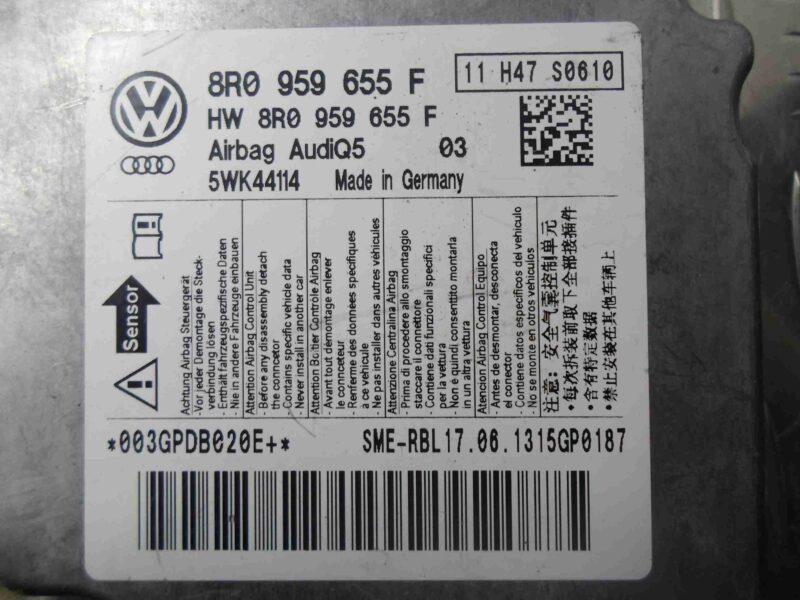 8R0 959 655 F
11 H47 S0610
HW 8R0 959 655 F
Airbag AudiQ5 03
5WK44114 Made in Germany
Sensor
Achtung Airbag Steuergerät
-Vor jeder Demontage die Steck-
verbindung lösen
- Enthält fahrzeugspezifische Daten
- Nie in andere Fahrzeuge einbauen
Attention Airbag Control Unit
- Before any disassembly detach
the conncetor
- Contains specific vehicle data
- Never install in another car
Attention Boîtier Contrôle Airbag
- Avant tout démontage enlever
le connceteur
- Renferme des données spécifiques
a ce véhicule
- Ne pas installer dans autres véhicules
Attenzione Centralina Airbag
- Prima di procedere allo smontaggio
staccare il connettore
- Contiene dati funzionali specifici
per la vettura
- Non é quindi consentito montarla
in un altra vettura
Atencion Airbag Control Equipo
- Antes de desmontar, desconecta
el conector
- Contiene datos especificos del vehiculo
- No se monte en otros vehiculos
注意: 安全气囊控制单元
• 每次拆装前取下全部接插件
• 含有特定数据
• 禁止安装在其他车辆上
*003GPDB020E+* SME-RBL17.06.1315GP0187